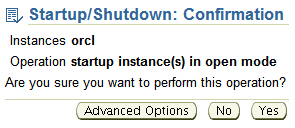 Startup/Shutdown: Confirmation
Instances orcl
Operation startup instance(s) in open mode
Are you sure you want to perform this operation?
Advanced Options No Yes